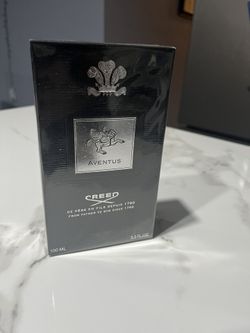 AVENTUS
CREED
DE PÈRE EN FILS DEPUIS 1760
FROM FATHER TO SON SINCE 1760
100 ML
3.3 FL.OZ.